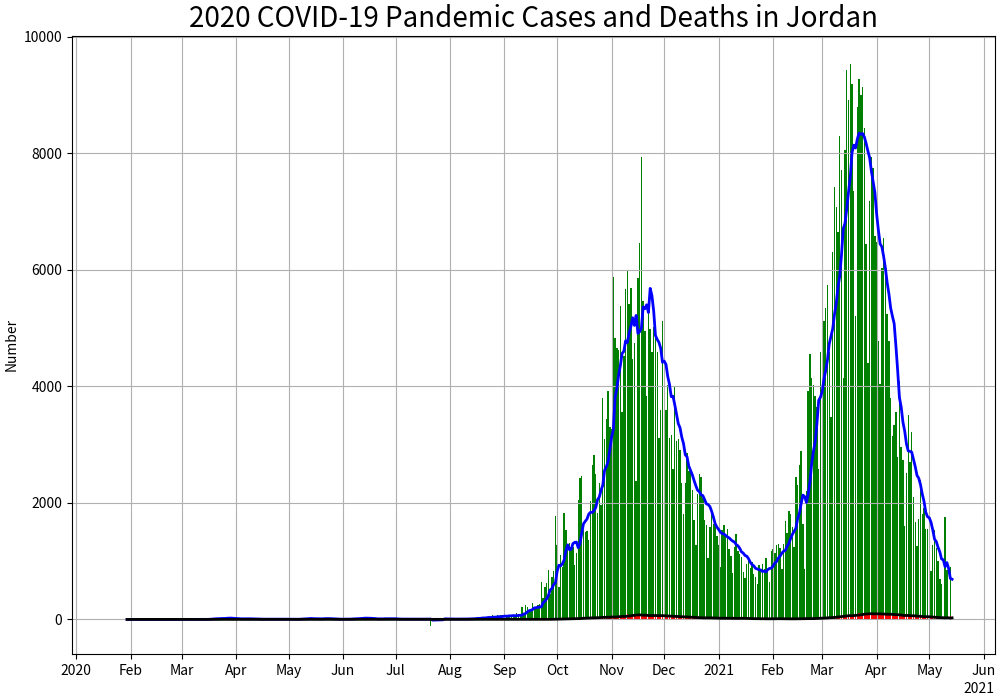 2020 COVID-19 Pandemic Cases and Deaths in Jordan
10000
8000
6000
4000
2000
0
Number
2020 Feb Mar Apr May Jun Jul Aug Sep Oct Nov Dec 2021 Feb Mar Apr May Jun
2021